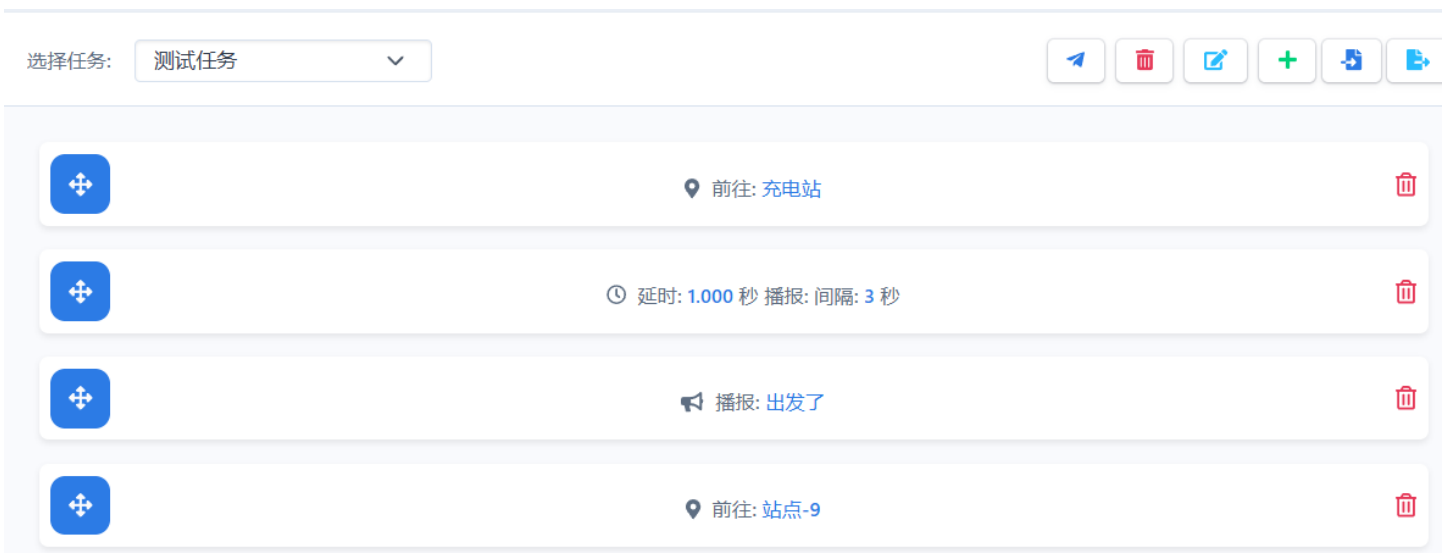 选择任务: 测试任务
前往: 充电站
延时: 1.000 秒 播报: 间隔: 3 秒
播报: 出发了
前往: 站点-9